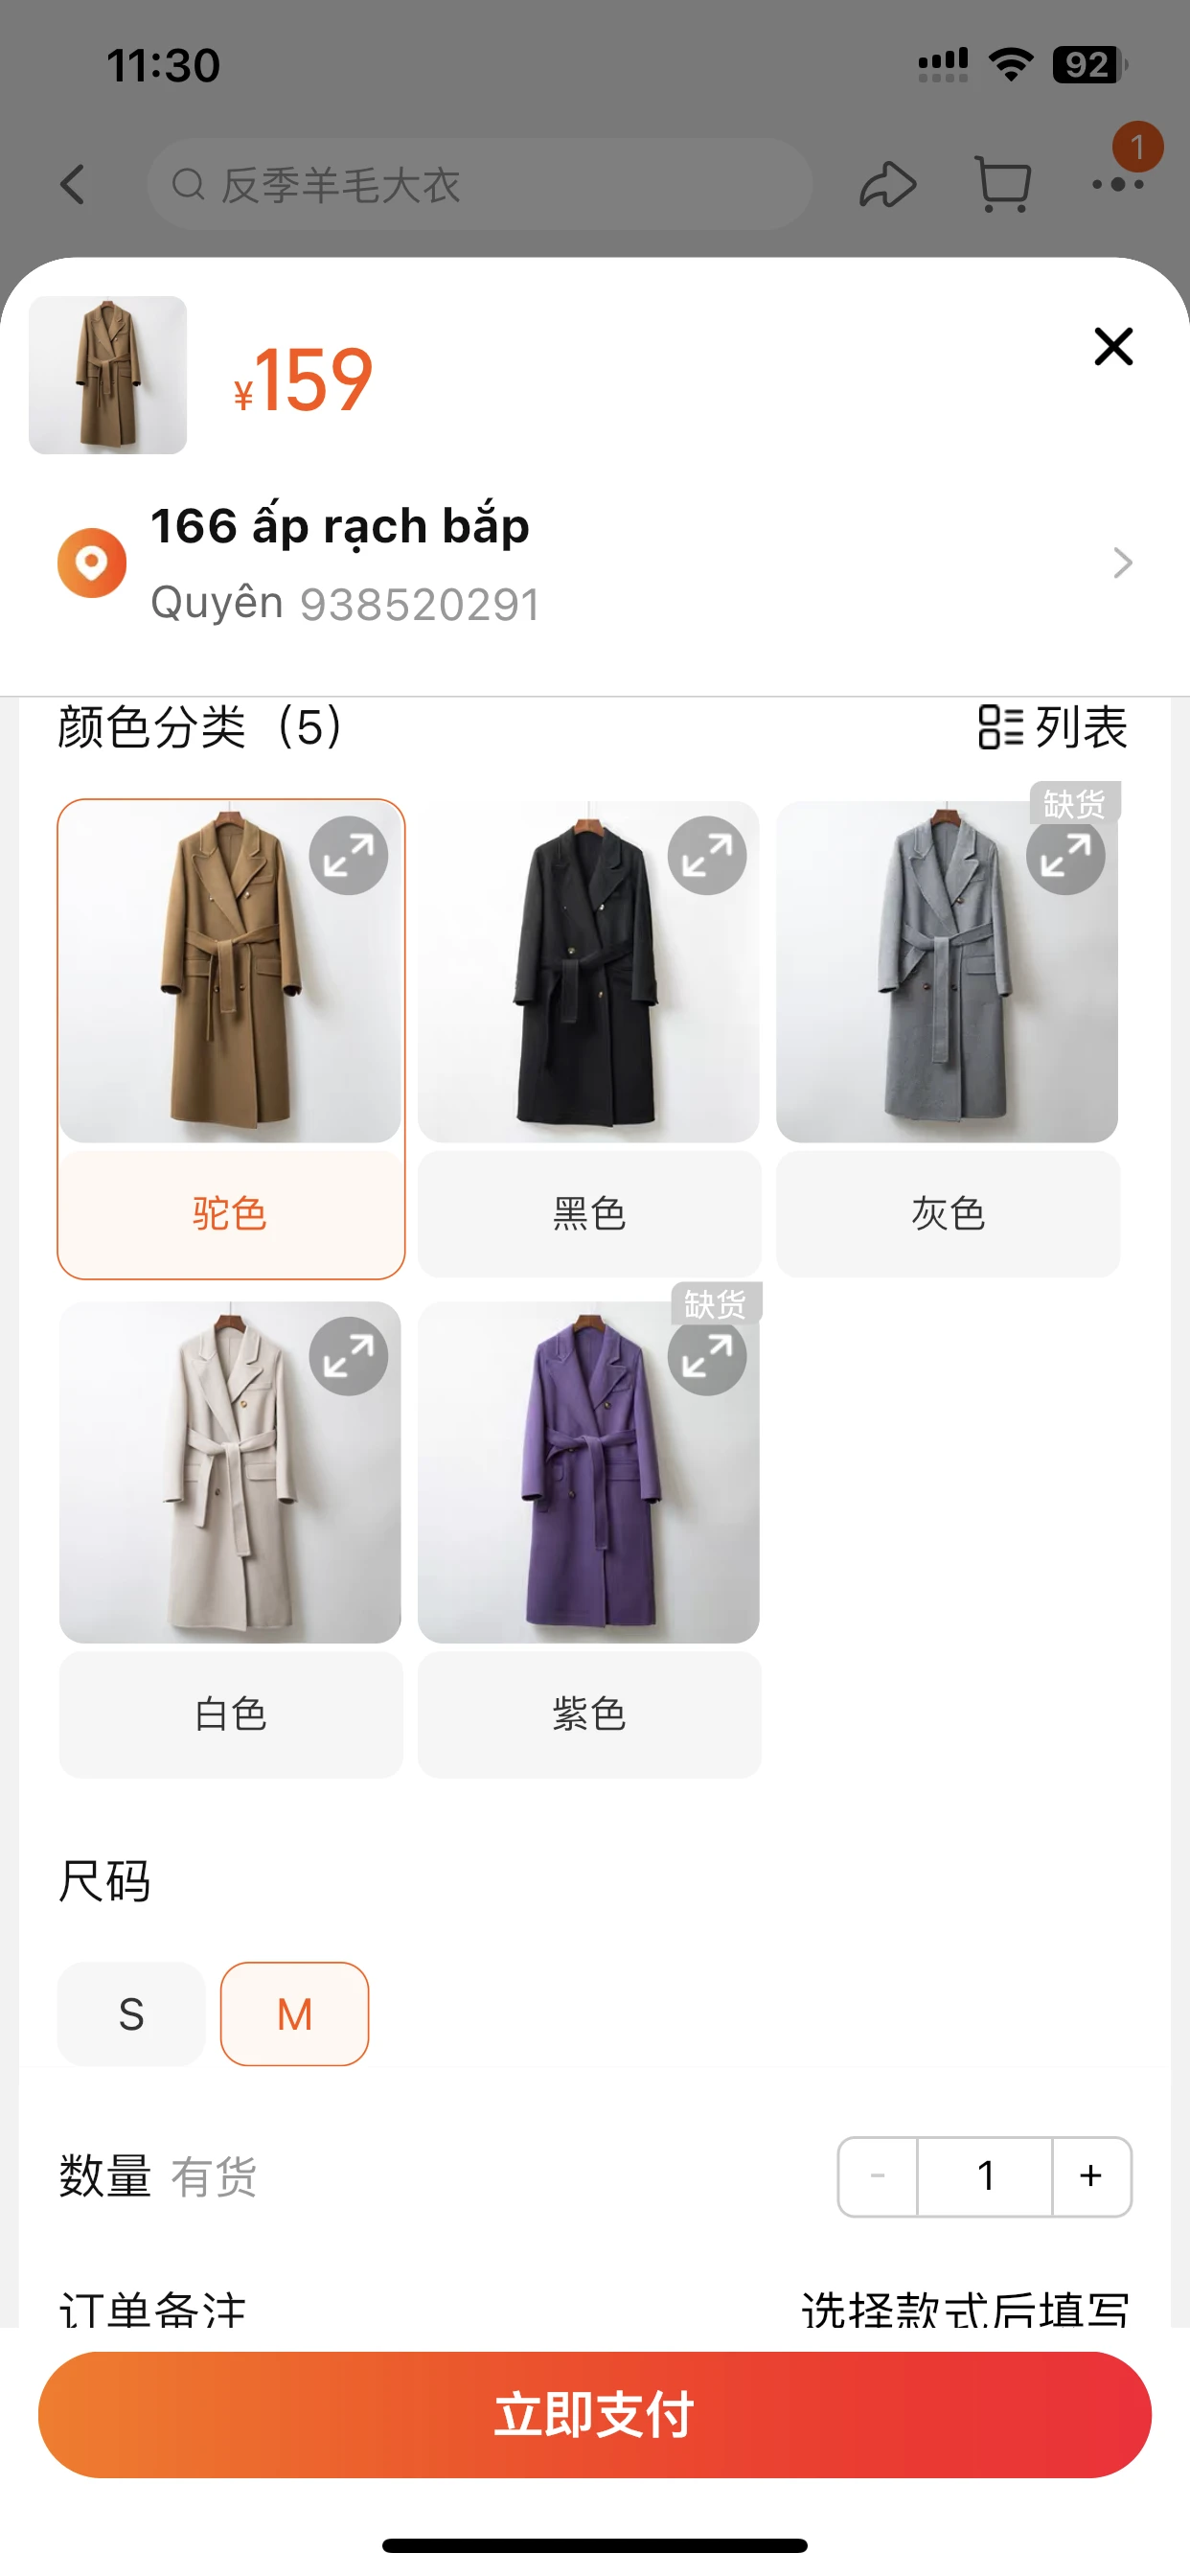 11:30
92
反季羊毛大衣
1
¥159
166 ấp rạch bắp
Quyên 938520291
颜色分类（5）
列表
缺货
驼色
黑色
灰色
缺货
白色
紫色
尺码
S
M
数量 有货
- 1 +
订单备注
选择款式后填写
立即支付